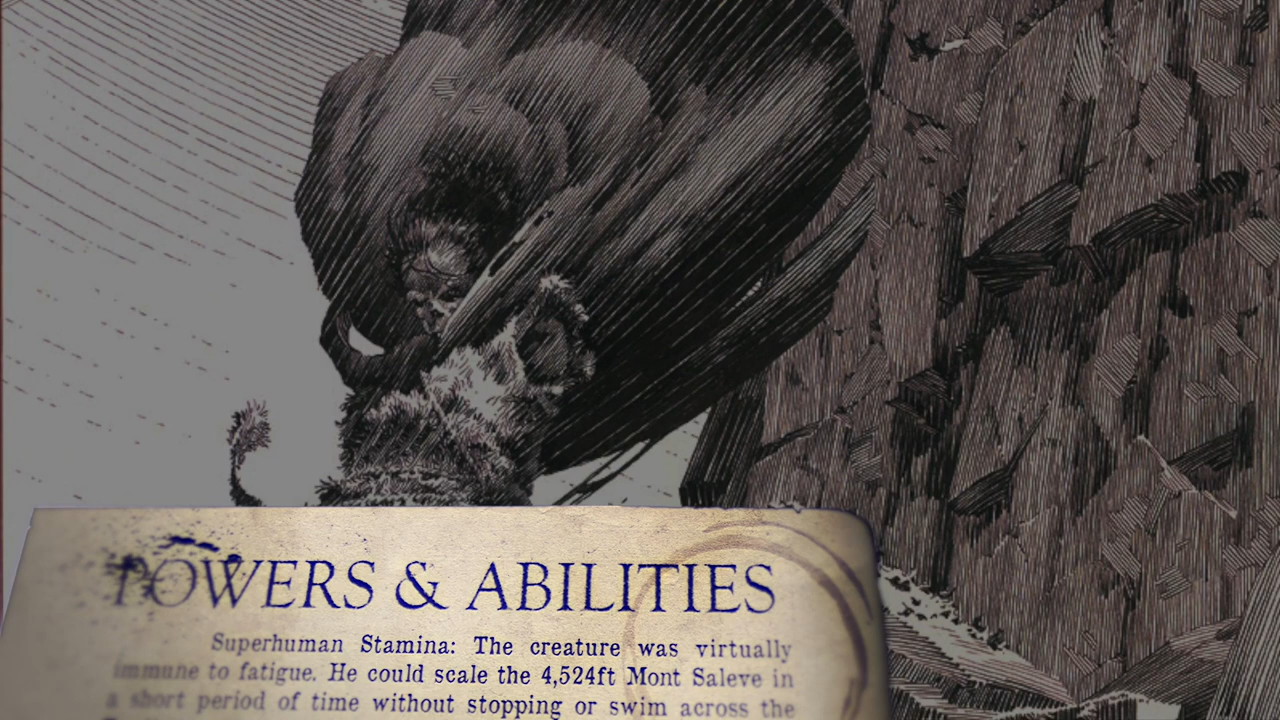 POWERS & ABILITIES
Superhuman Stamina: The creature was virtually
immune to fatigue. He could scale the 4,524ft Mont Saleve in
a short period of time without stopping or swim across the